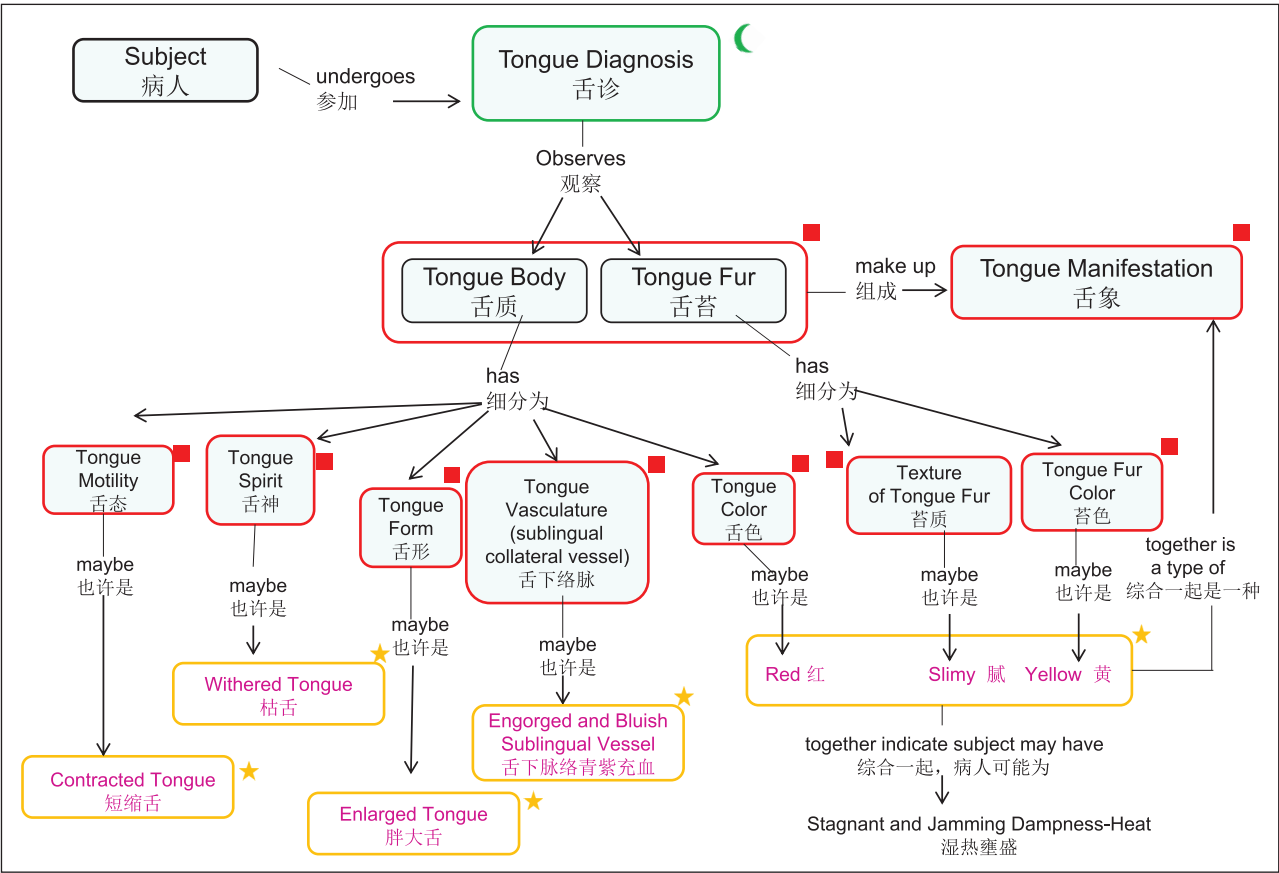 Subject
病人
undergoes
参加
Tongue Diagnosis
舌诊
Observes
观察
Tongue Body
舌质
Tongue Fur
舌苔
make up
组成
Tongue Manifestation
舌象
has
细分为
has
细分为
Tongue
Motility
舌态
Tongue
Spirit
舌神
Tongue
Form
舌形
Tongue
Vasculature
(sublingual
collateral vessel)
舌下络脉
Tongue
Color
舌色
Texture
of Tongue Fur
苔质
Tongue Fur
Color
苔色
maybe
也许是
maybe
也许是
maybe
也许是
maybe
也许是
maybe
也许是
maybe
也许是
maybe
也许是
together is
a type of
综合一起是一种
Contracted Tongue
短缩舌
Withered Tongue
枯舌
Enlarged Tongue
胖大舌
Engorged and Bluish
Sublingual Vessel
舌下脉络青紫充血
Red 红
Slimy 腻
Yellow 黄
together indicate subject may have
综合一起，病人可能为
Stagnant and Jamming Dampness-Heat
湿热壅盛